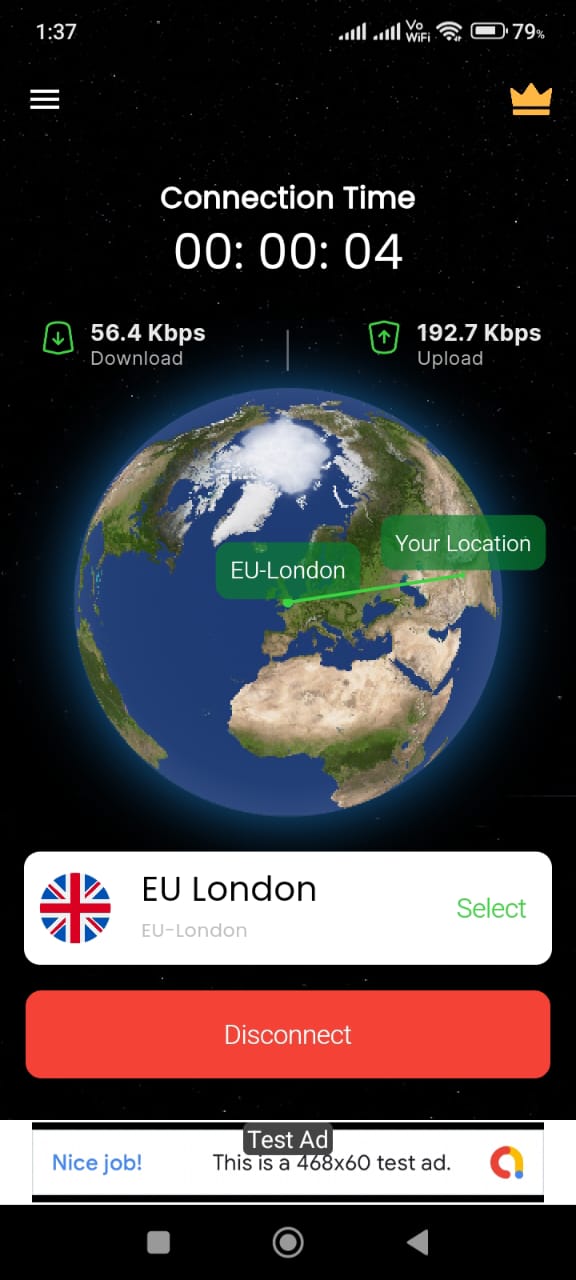 1:37
Vo
WiFi
79%
Connection Time
00: 00: 04
56.4 Kbps
Download
192.7 Kbps
Upload
Your Location
EU-London
EU London
EU-London
Select
Disconnect
Test Ad
Nice job!
This is a 468x60 test ad.